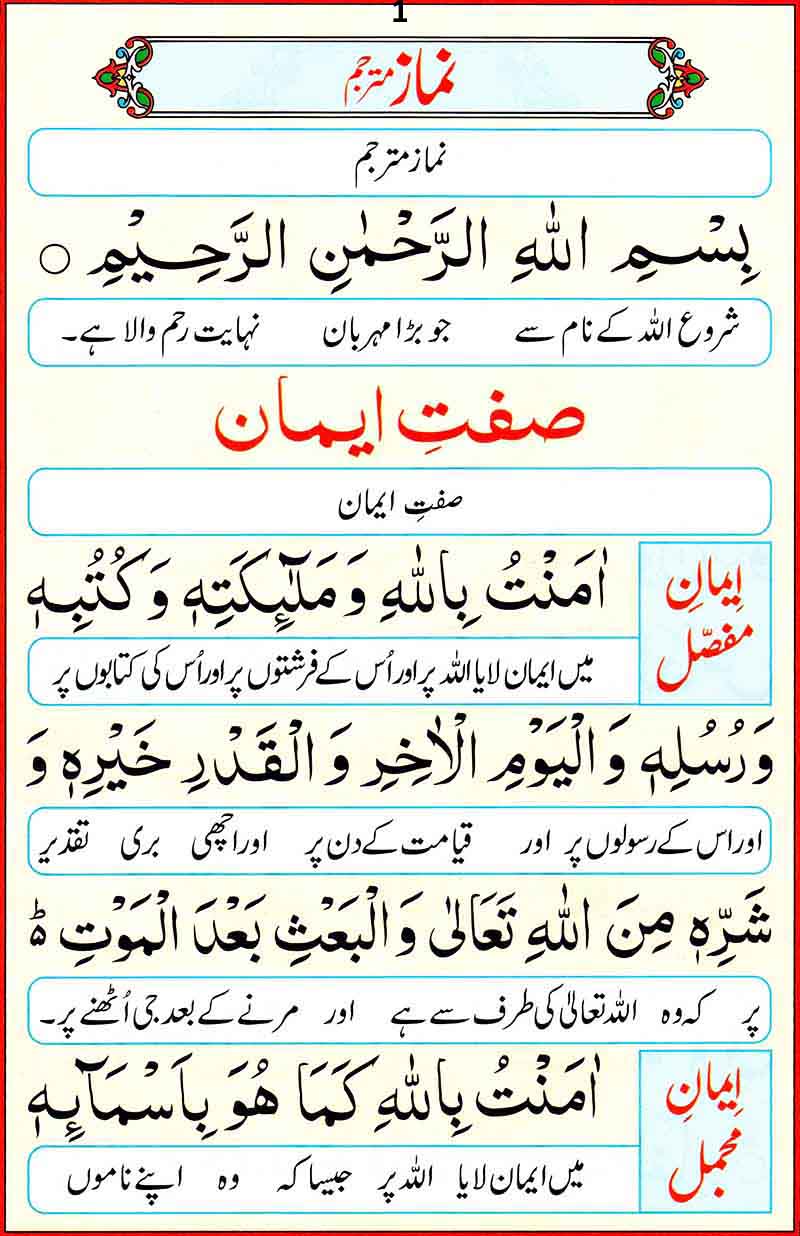 1
نماز مترجم
نماز مترجم
بِسْمِ اللهِ الرَّحْمٰنِ الرَّحِيْمِ ○
شروع اللہ کے نام سے جو بڑا مہربان نہایت رحم والا ہے۔
صفتِ ایمان
صفتِ ایمان
ایمانِ مفصّل
اٰمَنْتُ بِاللهِ وَ مَلٰٓئِكَتِهٖ وَ كُتُبِهٖ
میں ایمان لایا اللہ پر اور اُس کے فرشتوں پر اور اُس کی کتابوں پر
وَ رُسُلِهٖ وَ الْيَوْمِ الْاٰخِرِ وَ الْقَدْرِ خَيْرِهٖ وَ
اور اس کے رسولوں پر اور قیامت کے دن پر اور اچھی بری تقدیر
شَرِّهٖ مِنَ اللهِ تَعَالٰى وَ الْبَعْثِ بَعْدَ الْمَوْتِ ؕ
پر کہ وہ اللہ تعالیٰ کی طرف سے ہے اور مرنے کے بعد جی اُٹھنے پر۔
ایمانِ مجمل
اٰمَنْتُ بِاللهِ كَمَا هُوَ بِاَسْمَآئِهٖ
میں ایمان لایا اللہ پر جیسا کہ وہ اپنے ناموں